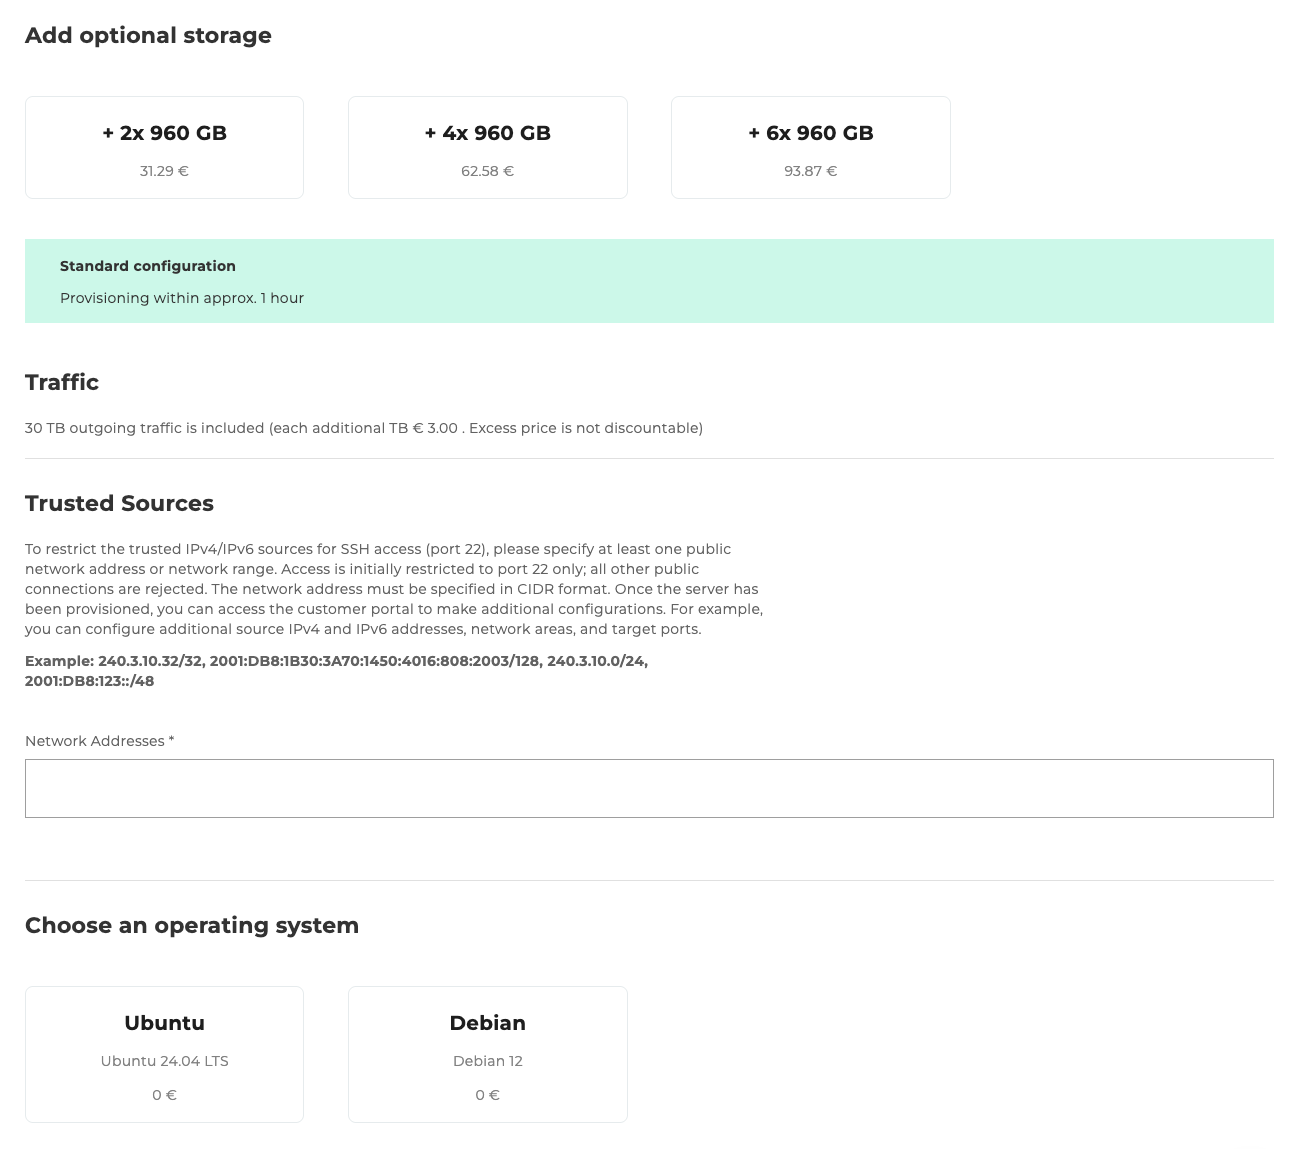 Add optional storage
+ 2x 960 GB
31.29 €
+ 4x 960 GB
62.58 €
+ 6x 960 GB
93.87 €
Standard configuration
Provisioning within approx. 1 hour
Traffic
30 TB outgoing traffic is included (each additional TB € 3.00 . Excess price is not discountable)
Trusted Sources
To restrict the trusted IPv4/IPv6 sources for SSH access (port 22), please specify at least one public
network address or network range. Access is initially restricted to port 22 only; all other public
connections are rejected. The network address must be specified in CIDR format. Once the server has
been provisioned, you can access the customer portal to make additional configurations. For example,
you can configure additional source IPv4 and IPv6 addresses, network areas, and target ports.
Example: 240.3.10.32/32, 2001:DB8:1B30:3A70:1450:4016:808:2003/128, 240.3.10.0/24,
2001:DB8:123::/48
Network Addresses *
Choose an operating system
Ubuntu
Ubuntu 24.04 LTS
0 €
Debian
Debian 12
0 €